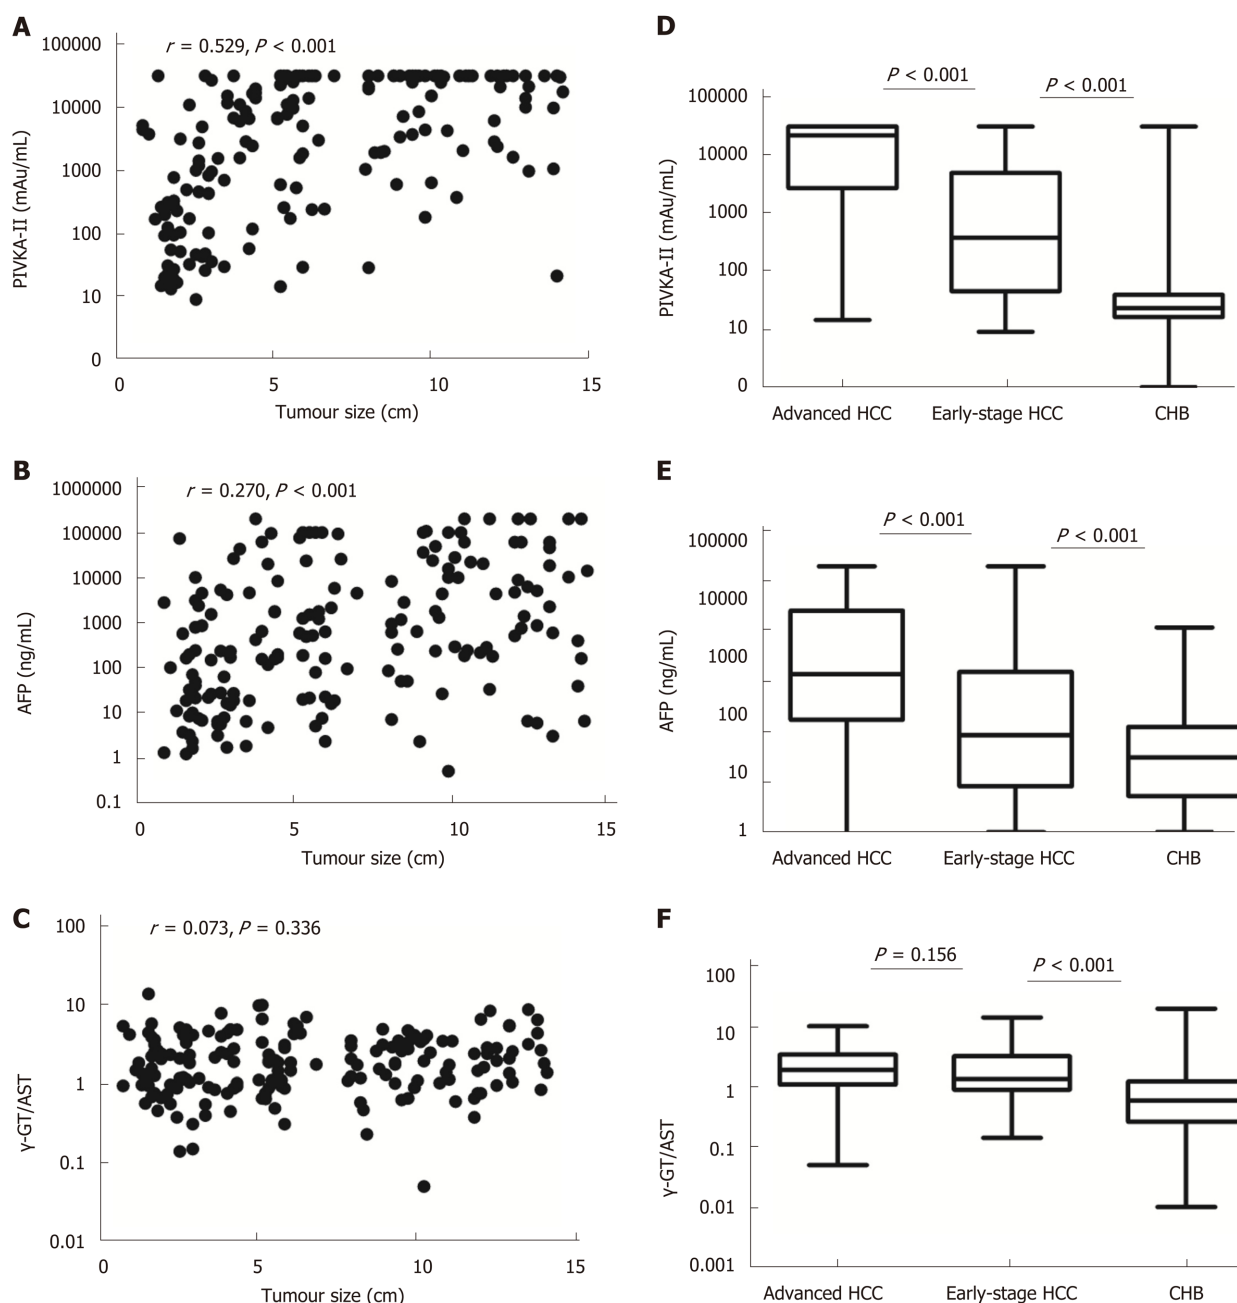 A
r = 0.529, P < 0.001
PIVKA-II (mAu/mL)
100000
10000
1000
100
10
0
0 5 10 15
Tumour size (cm)
B
r = 0.270, P < 0.001
AFP (ng/mL)
1000000
100000
10000
1000
100
10
1
0.1
0 5 10 15
Tumour size (cm)
C
r = 0.073, P = 0.336
γ-GT/AST
100
10
1
0.1
0.01
0 5 10 15
Tumour size (cm)
D
P < 0.001
P < 0.001
PIVKA-II (mAu/mL)
100000
10000
1000
100
10
0
Advanced HCC Early-stage HCC CHB
E
P < 0.001
P < 0.001
AFP (ng/mL)
100000
10000
1000
100
10
1
Advanced HCC Early-stage HCC CHB
F
P = 0.156
P < 0.001
γ-GT/AST
100
10
1
0.1
0.01
0.001
Advanced HCC Early-stage HCC CHB